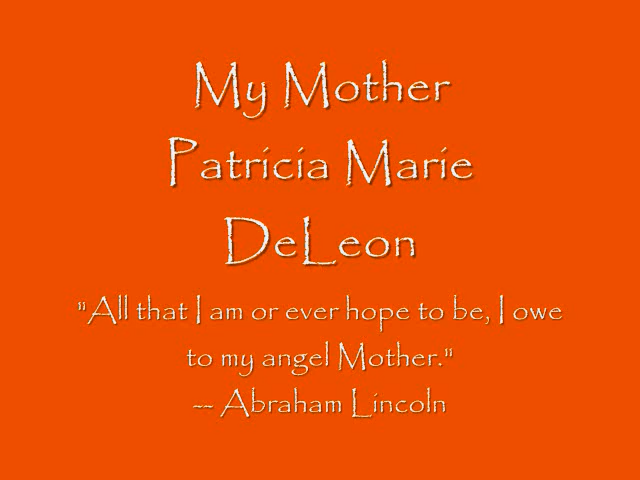 My Mother
Patricia Marie
DeLeon
"All that I am or ever hope to be, I owe
to my angel Mother."
-- Abraham Lincoln